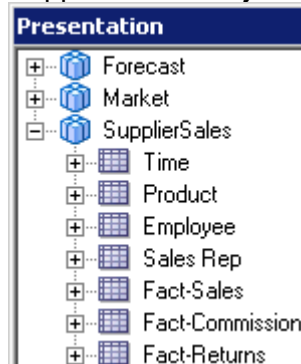 Presentation
Forecast
Market
SupplierSales
Time
Product
Employee
Sales Rep
Fact-Sales
Fact-Commission
Fact-Returns